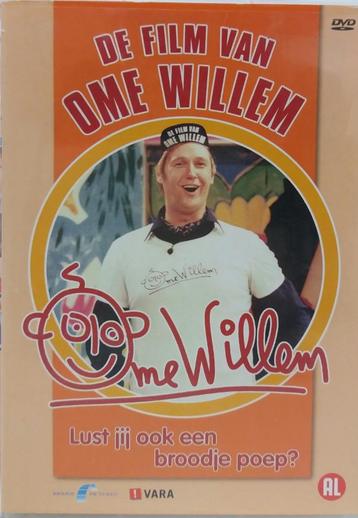 DVD
DE FILM VAN
OME WILLEM
DE FILM VAN
OME WILLEM
Ome Willem
Ome Willem
Lust jij ook een
broodje poep?
VARA
AL